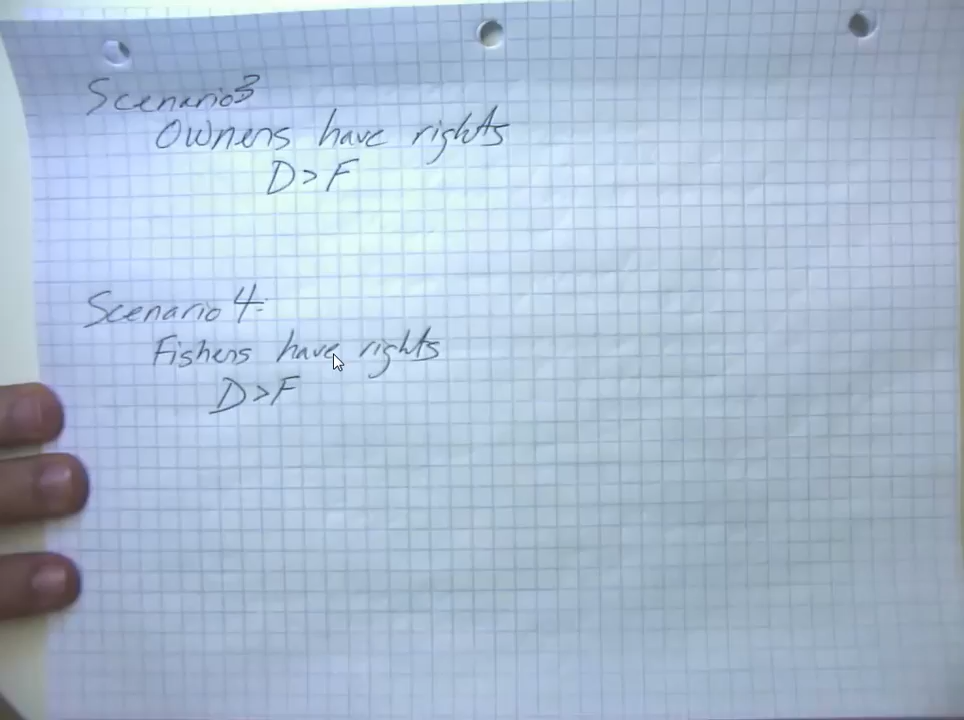 Scenario 3
Owners have rights
D > F
Scenario 4:
Fishers have rights
D > F